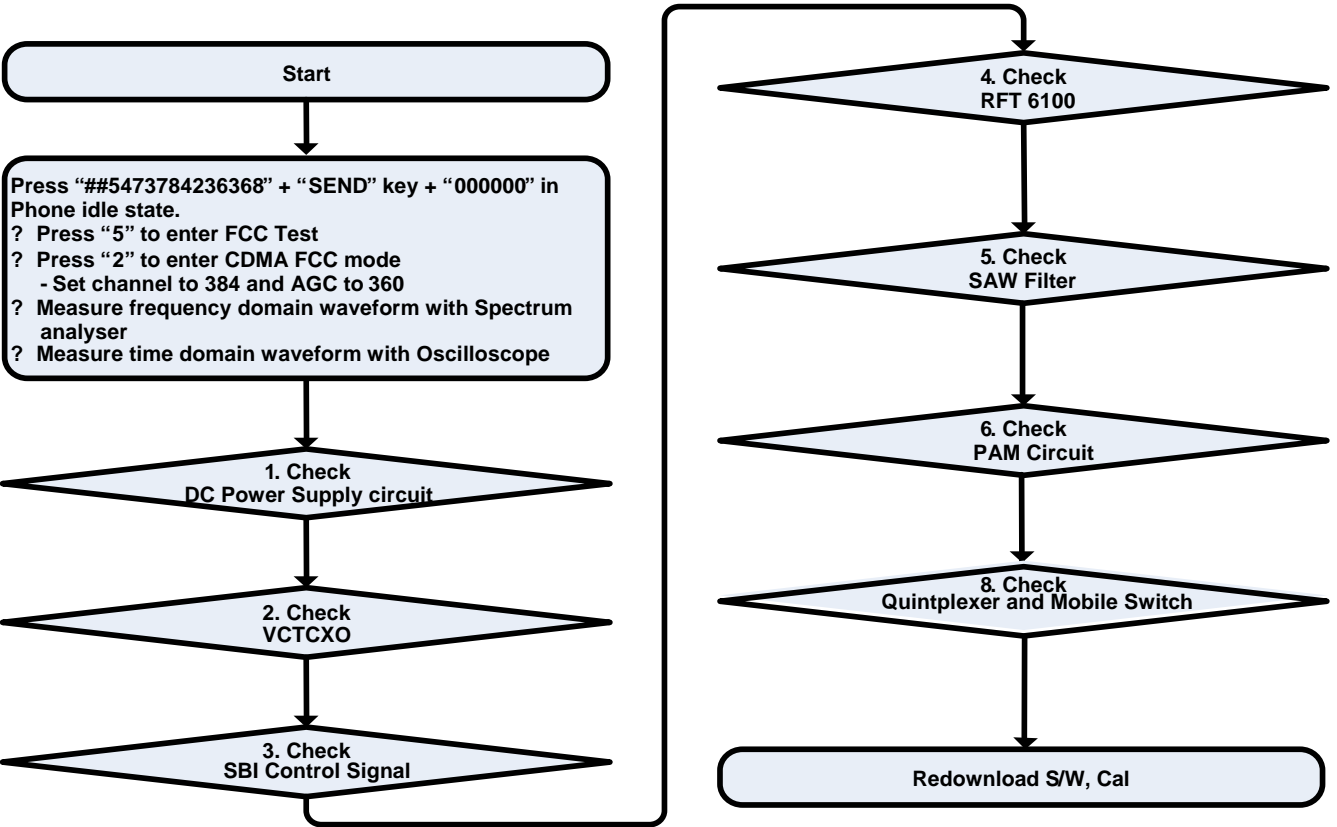 Start
Press “##5473784236368” + “SEND” key + “000000” in
Phone idle state.
? Press “5” to enter FCC Test
? Press “2” to enter CDMA FCC mode
- Set channel to 384 and AGC to 360
? Measure frequency domain waveform with Spectrum
analyser
? Measure time domain waveform with Oscilloscope
1. Check
DC Power Supply circuit
2. Check
VCTCXO
3. Check
SBI Control Signal
4. Check
RFT 6100
5. Check
SAW Filter
6. Check
PAM Circuit
8. Check
Quintplexer and Mobile Switch
Redownload S/W, Cal